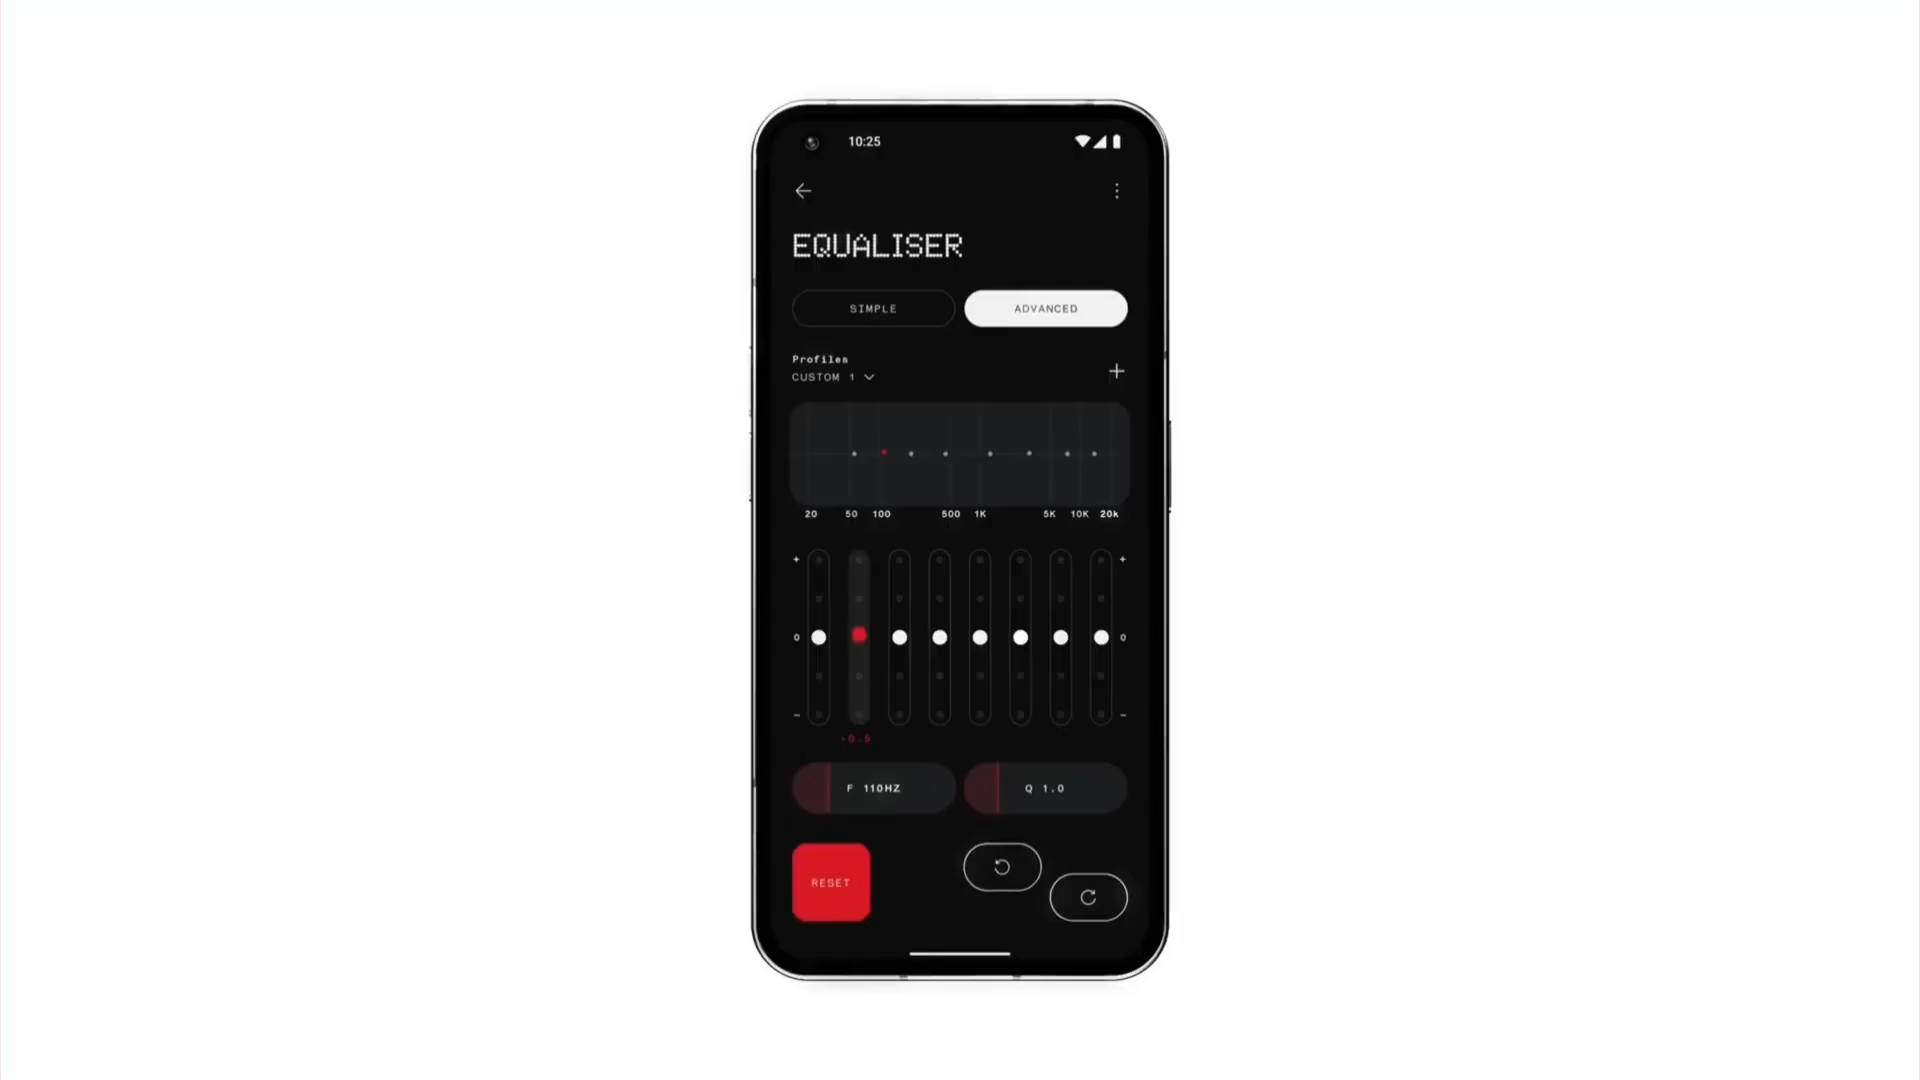 10:25
EQUALISER
SIMPLE ADVANCED
Profiles
CUSTOM 1
20 50 100 500 1K 5K 10K 20k
+ +
0 0
- -
F 110HZ Q 1.0
RESET